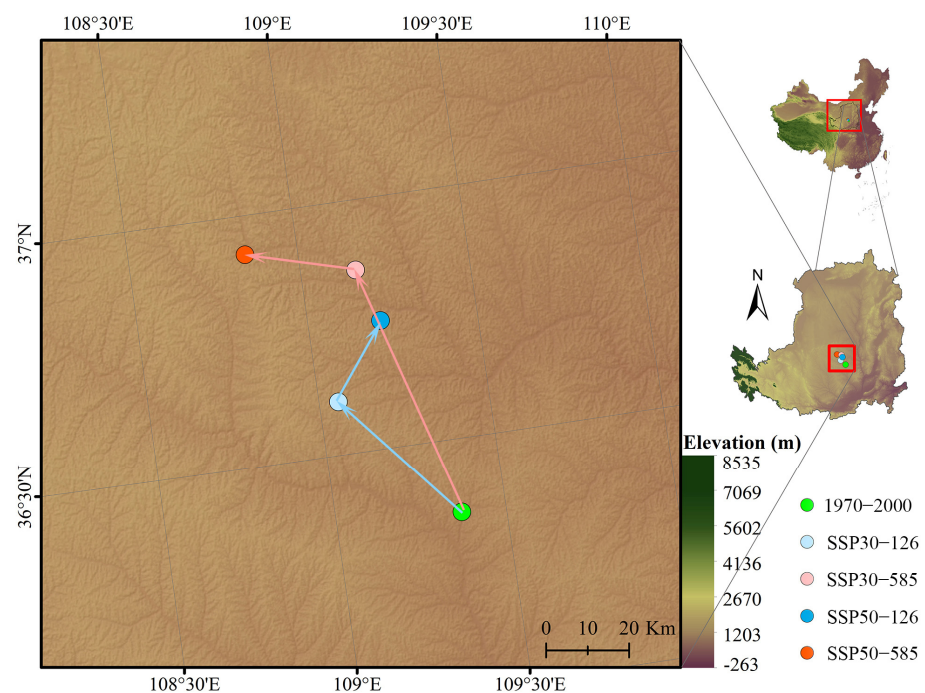 108°30'E 109°E 109°30'E 110°E
37°N
36°30'N
108°30'E 109°E 109°30'E
0 10 20 Km
N
Elevation (m)
8535
7069
5602
4136
2670
1203
-263
1970−2000
SSP30−126
SSP30−585
SSP50−126
SSP50−585